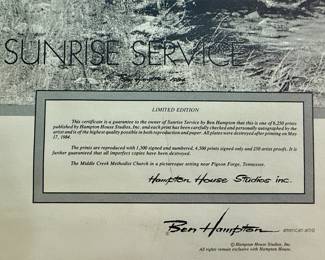 SUNRISE SERVICE
LIMITED EDITION
This certificate is a guarantee to the owner of Sunrise Service by Ben Hampton that this is one of 6,250 prints
published by Hampton House Studios, Inc., and each print has been carefully checked and personally autographed by the
artist and is of the highest quality possible in both reproduction and paper. All plates were destroyed after printing on May
17, 1984.
The prints are reproduced with 1,500 signed and numbered, 4,500 prints signed only and 250 artist proofs. It is
further guaranteed that all imperfect copies have been destroyed.
The Middle Creek Methodist Church in a picturesque setting near Pigeon Forge, Tennessee.
Hampton House Studios inc.
Ben Hampton american artist
© Hampton House Studios, Inc.
All rights remain exclusive with Hampton House.